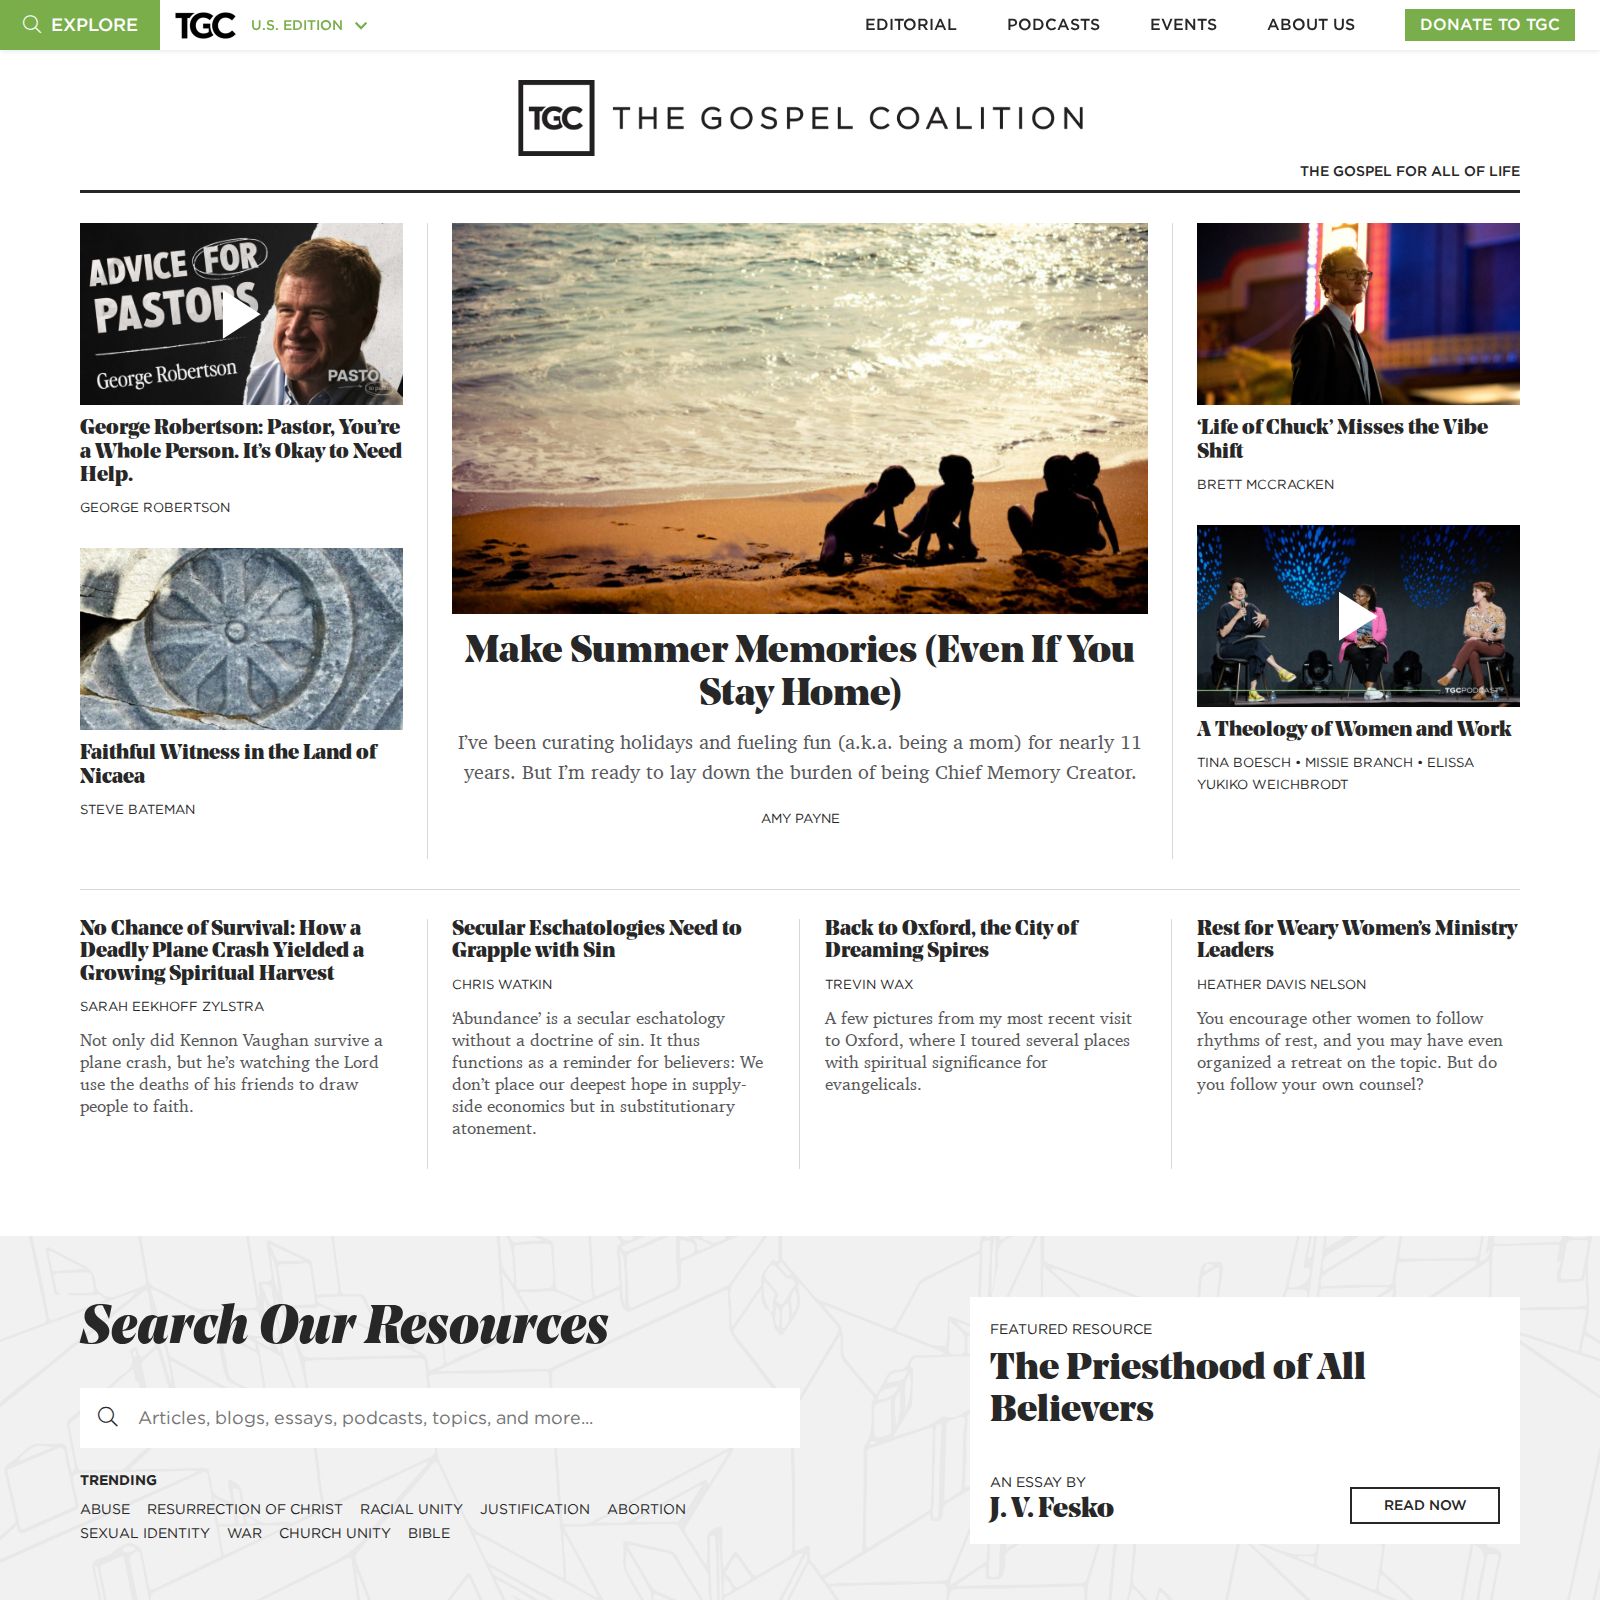 EXPLORE
TGC
U.S. EDITION
EDITORIAL
PODCASTS
EVENTS
ABOUT US
DONATE TO TGC
TGC
THE GOSPEL COALITION
THE GOSPEL FOR ALL OF LIFE
ADVICE FOR
PASTORS
George Robertson
George Robertson: Pastor, You’re
a Whole Person. It’s Okay to Need
Help.
GEORGE ROBERTSON
Faithful Witness in the Land of
Nicaea
STEVE BATEMAN
Make Summer Memories (Even If You
Stay Home)
I’ve been curating holidays and fueling fun (a.k.a. being a mom) for nearly 11
years. But I’m ready to lay down the burden of being Chief Memory Creator.
AMY PAYNE
‘Life of Chuck’ Misses the Vibe
Shift
BRETT MCCRACKEN
TGCPODCAST
A Theology of Women and Work
TINA BOESCH • MISSIE BRANCH • ELISSA
YUKIKO WEICHBRODT
No Chance of Survival: How a
Deadly Plane Crash Yielded a
Growing Spiritual Harvest
SARAH EEKHOFF ZYLSTRA
Not only did Kennon Vaughan survive a
plane crash, but he’s watching the Lord
use the deaths of his friends to draw
people to faith.
Secular Eschatologies Need to
Grapple with Sin
CHRIS WATKIN
‘Abundance’ is a secular eschatology
without a doctrine of sin. It thus
functions as a reminder for believers: We
don’t place our deepest hope in supply-
side economics but in substitutionary
atonement.
Back to Oxford, the City of
Dreaming Spires
TREVIN WAX
A few pictures from my most recent visit
to Oxford, where I toured several places
with spiritual significance for
evangelicals.
Rest for Weary Women’s Ministry
Leaders
HEATHER DAVIS NELSON
You encourage other women to follow
rhythms of rest, and you may have even
organized a retreat on the topic. But do
you follow your own counsel?
Search Our Resources
Articles, blogs, essays, podcasts, topics, and more...
TRENDING
ABUSE RESURRECTION OF CHRIST RACIAL UNITY JUSTIFICATION ABORTION
SEXUAL IDENTITY WAR CHURCH UNITY BIBLE
FEATURED RESOURCE
The Priesthood of All
Believers
AN ESSAY BY
J. V. Fesko
READ NOW